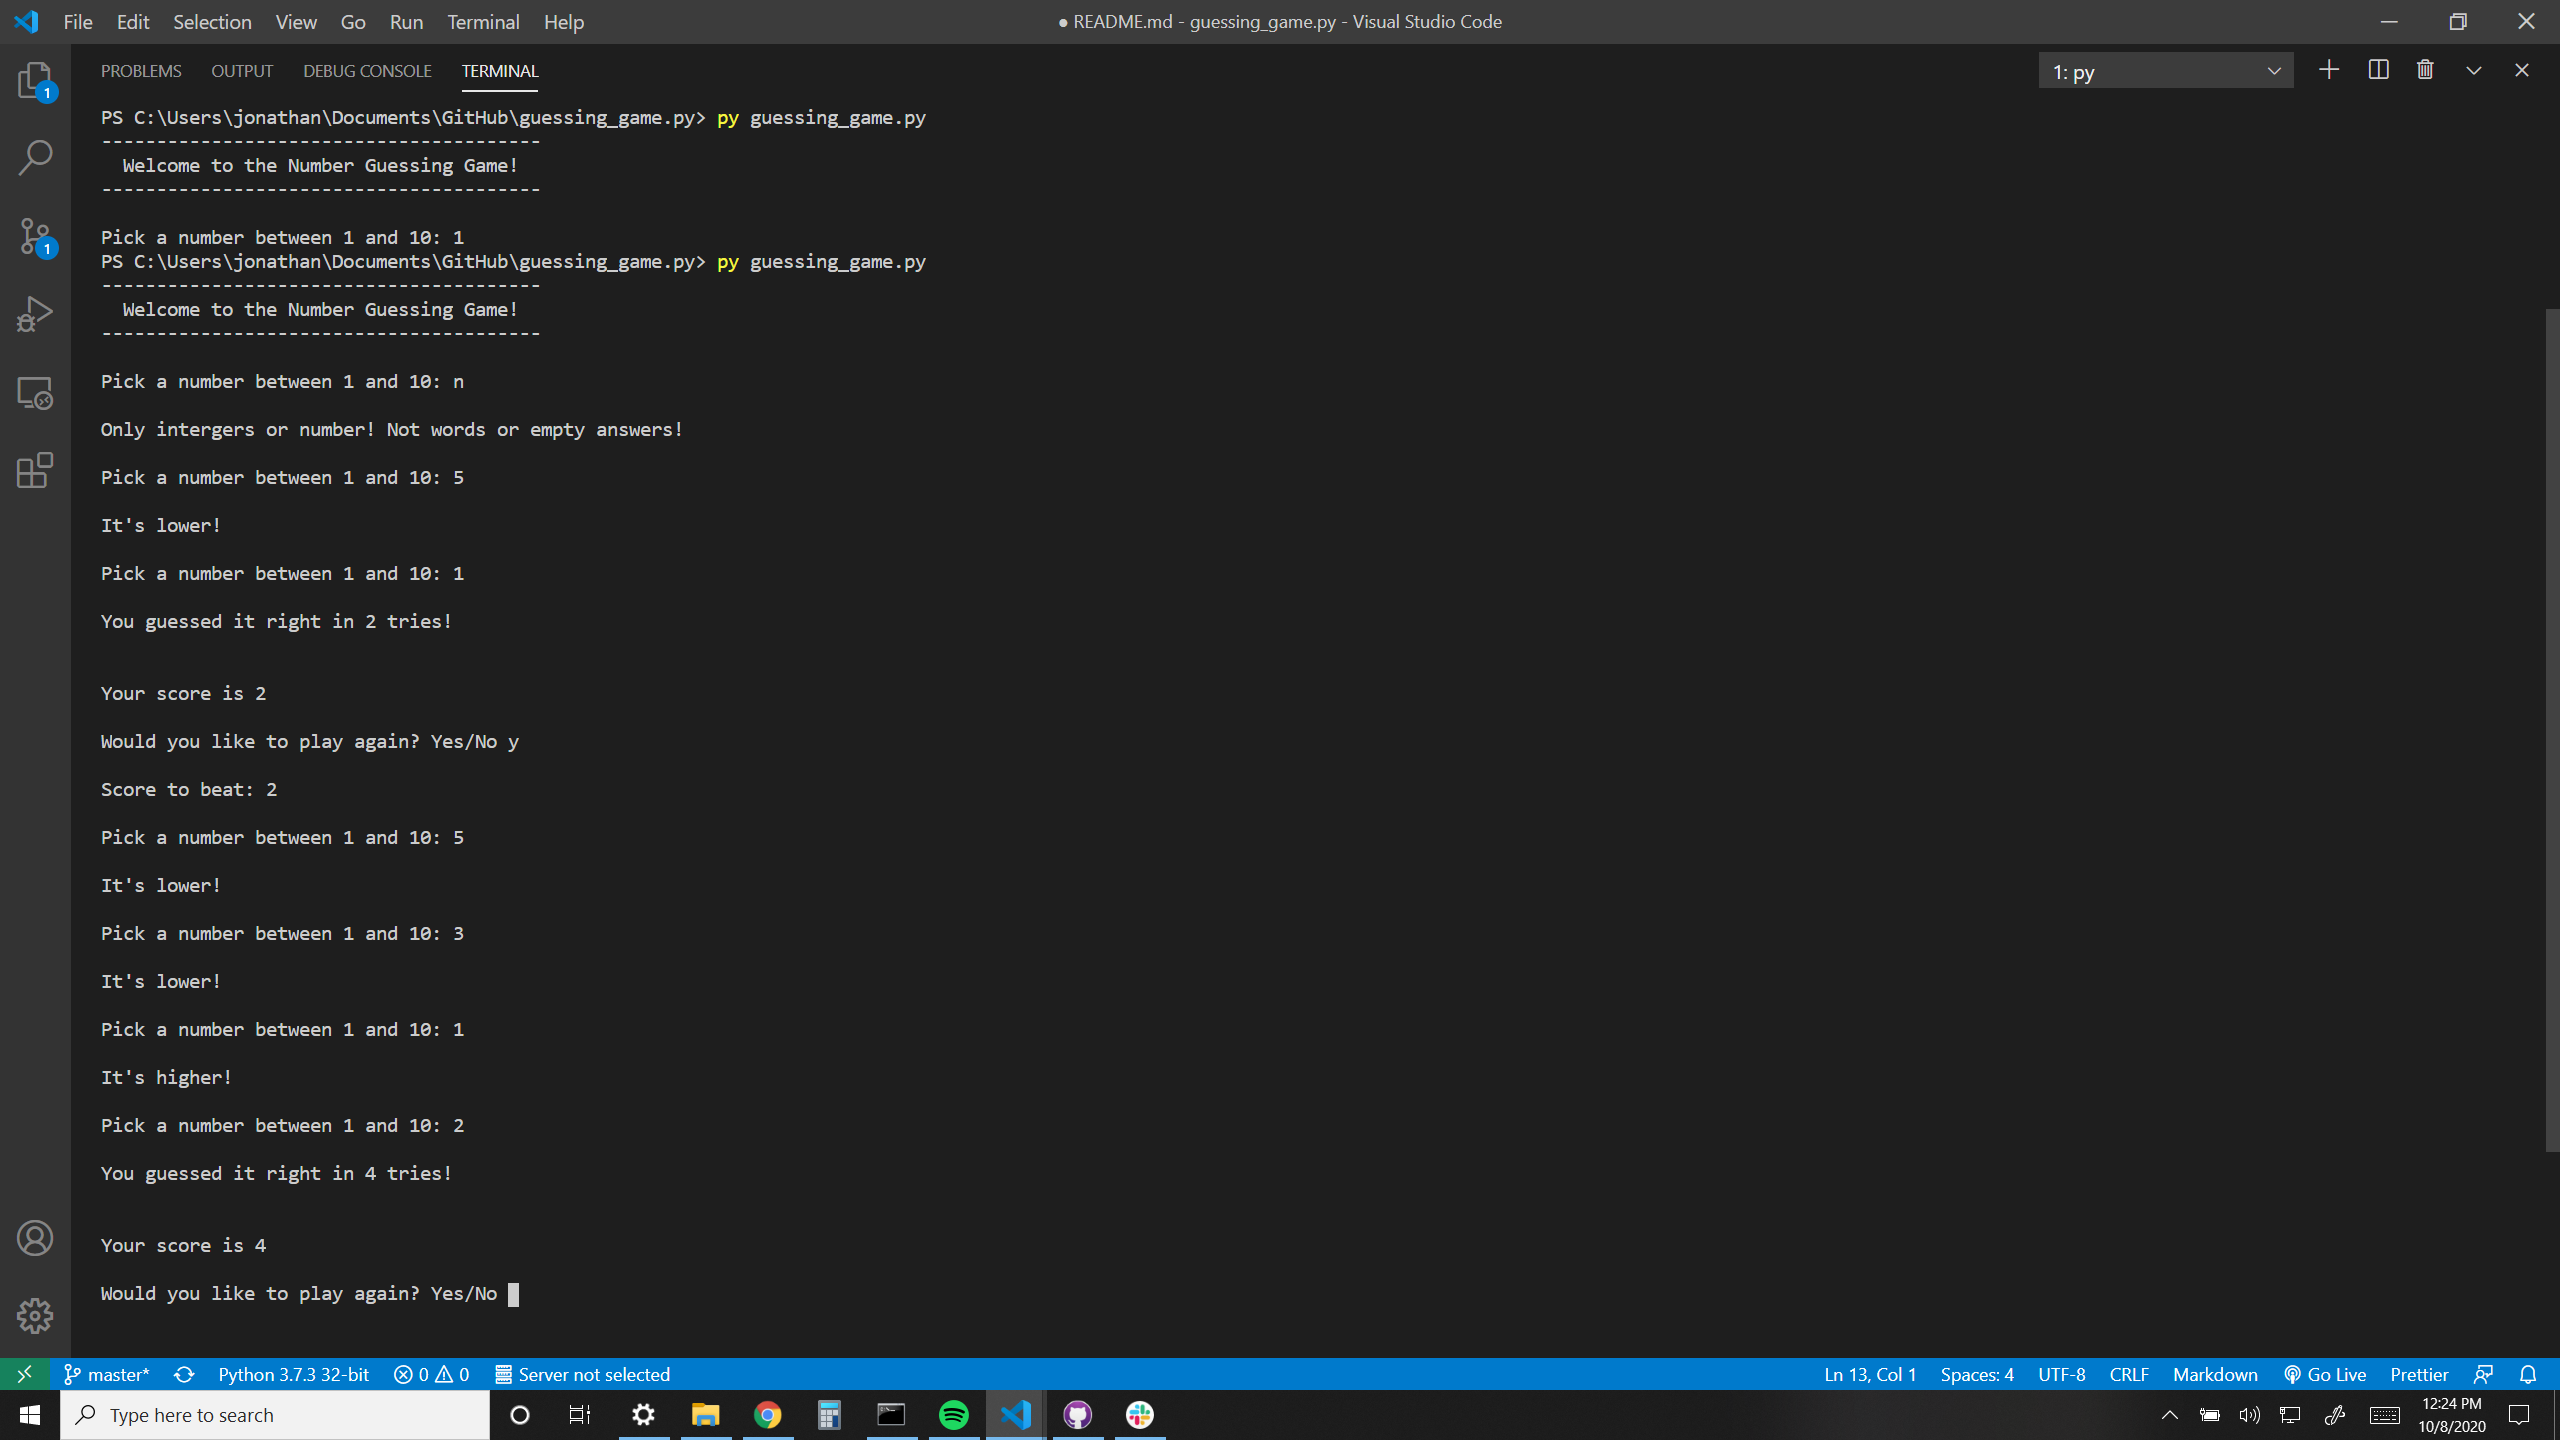 File Edit Selection View Go Run Terminal Help
● README.md - guessing_game.py - Visual Studio Code
PROBLEMS OUTPUT DEBUG CONSOLE TERMINAL
1: py
1
1
PS C:\Users\jonathan\Documents\GitHub\guessing_game.py> py guessing_game.py
----------------------------------------
Welcome to the Number Guessing Game!
----------------------------------------
Pick a number between 1 and 10: 1
PS C:\Users\jonathan\Documents\GitHub\guessing_game.py> py guessing_game.py
----------------------------------------
Welcome to the Number Guessing Game!
----------------------------------------
Pick a number between 1 and 10: n
Only intergers or number! Not words or empty answers!
Pick a number between 1 and 10: 5
It's lower!
Pick a number between 1 and 10: 1
You guessed it right in 2 tries!
Your score is 2
Would you like to play again? Yes/No y
Score to beat: 2
Pick a number between 1 and 10: 5
It's lower!
Pick a number between 1 and 10: 3
It's lower!
Pick a number between 1 and 10: 1
It's higher!
Pick a number between 1 and 10: 2
You guessed it right in 4 tries!
Your score is 4
Would you like to play again? Yes/No
master* Python 3.7.3 32-bit 0 0 Server not selected Ln 13, Col 1 Spaces: 4 UTF-8 CRLF Markdown Go Live Prettier
Type here to search
12:24 PM
10/8/2020